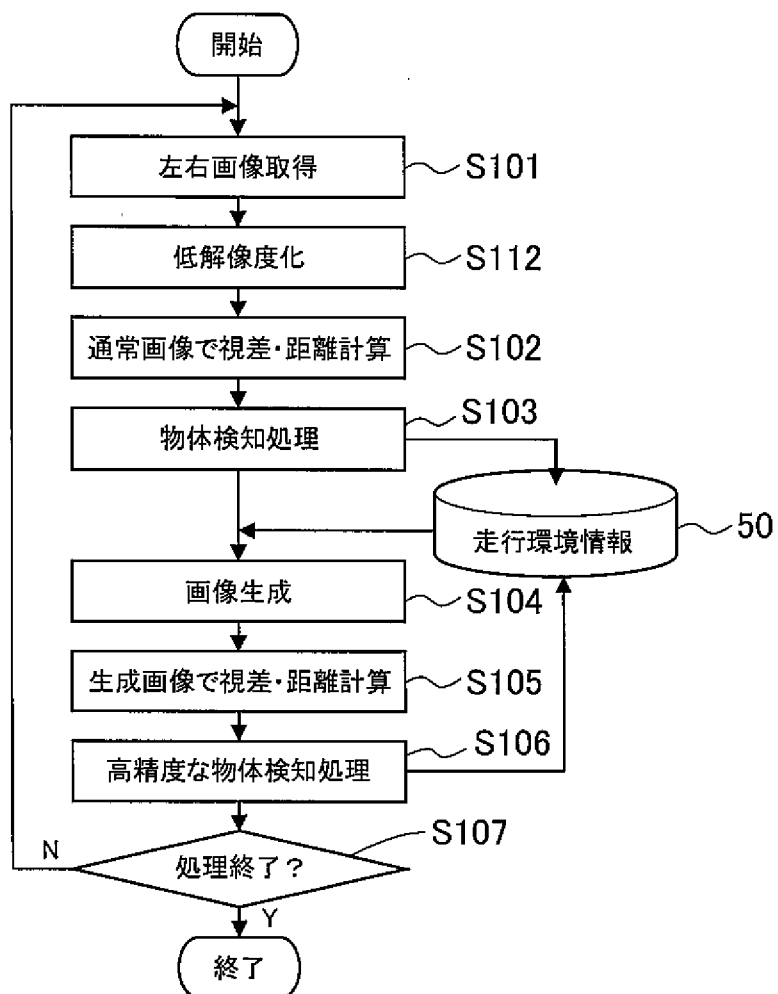 開始
左右画像取得
S101
低解像度化
S112
通常画像で視差・距離計算
S102
物体検知処理
S103
走行環境情報
50
画像生成
S104
生成画像で視差・距離計算
S105
高精度な物体検知処理
S106
処理終了?
S107
N
Y
終了